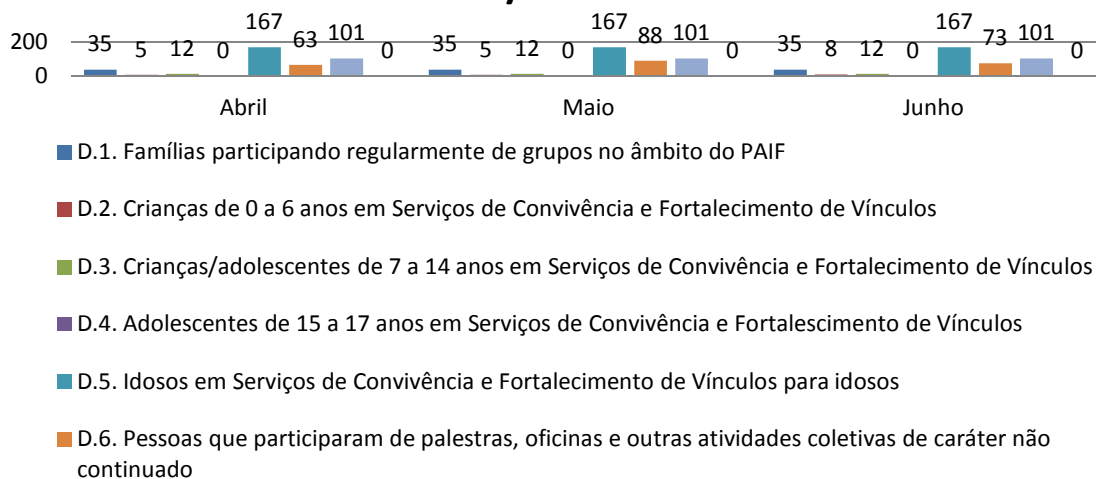 35 5 12 0 167 63 101 0 35 5 12 0 167 88 101 0 35 8 12 0 167 73 101 0
200
0
Abril Maio Junho
D.1. Famílias participando regularmente de grupos no âmbito do PAIF
D.2. Crianças de 0 a 6 anos em Serviços de Convivência e Fortalecimento de Vínculos
D.3. Crianças/adolescentes de 7 a 14 anos em Serviços de Convivência e Fortalecimento de Vínculos
D.4. Adolescentes de 15 a 17 anos em Serviços de Convivência e Fortalescimento de Vínculos
D.5. Idosos em Serviços de Convivência e Fortalecimento de Vínculos para idosos
D.6. Pessoas que participaram de palestras, oficinas e outras atividades coletivas de caráter não
continuado